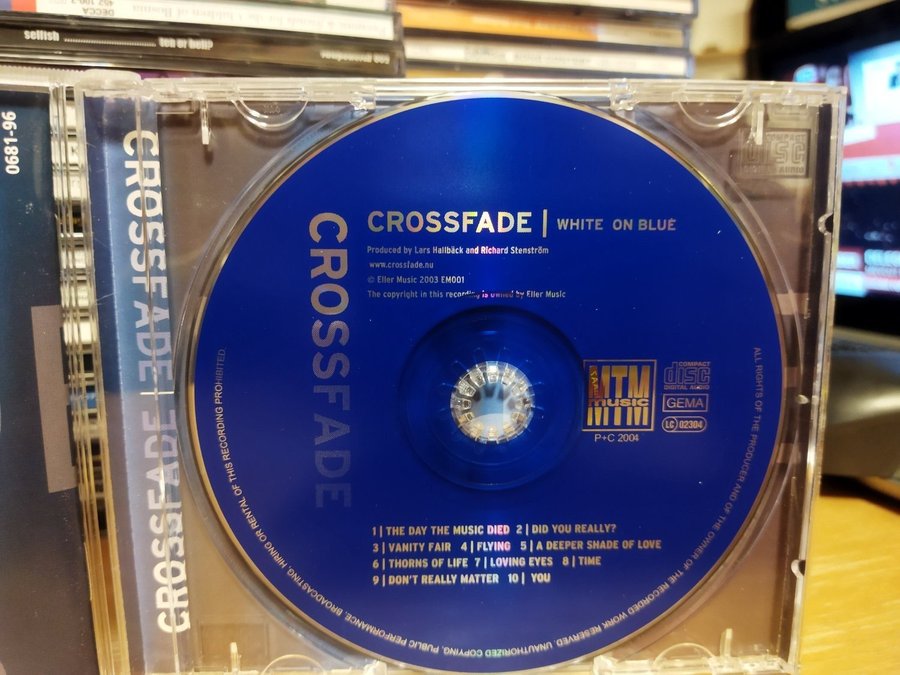 DECCA
selfish
ten or hell?
0681-96
CROSSFADE | CROSSFADE
CROSSFADE
CROSSFADE | WHITE ON BLUE
Produced by Lars Hallbäck and Richard Stenström
www.crossfade.nu
© Eller Music 2003 EM001
The copyright in this recording is owned by Eller Music
MTM
MUSIC
P+C 2004
COMPACT
disc
DIGITAL AUDIO
GEMA
LC 02304
1 | THE DAY THE MUSIC DIED 2 | DID YOU REALLY?
3 | VANITY FAIR 4 | FLYING 5 | A DEEPER SHADE OF LOVE
6 | THORNS OF LIFE 7 | LOVING EYES 8 | TIME
9 | DON'T REALLY MATTER 10 | YOU
ALL RIGHTS OF THE PRODUCER AND OF THE OWNER OF THE RECORDED WORK RESERVED. UNAUTHORIZED COPYING, PUBLIC PERFORMANCE, BROADCASTING, HIRING OR RENTAL OF THIS RECORDING PROHIBITED.